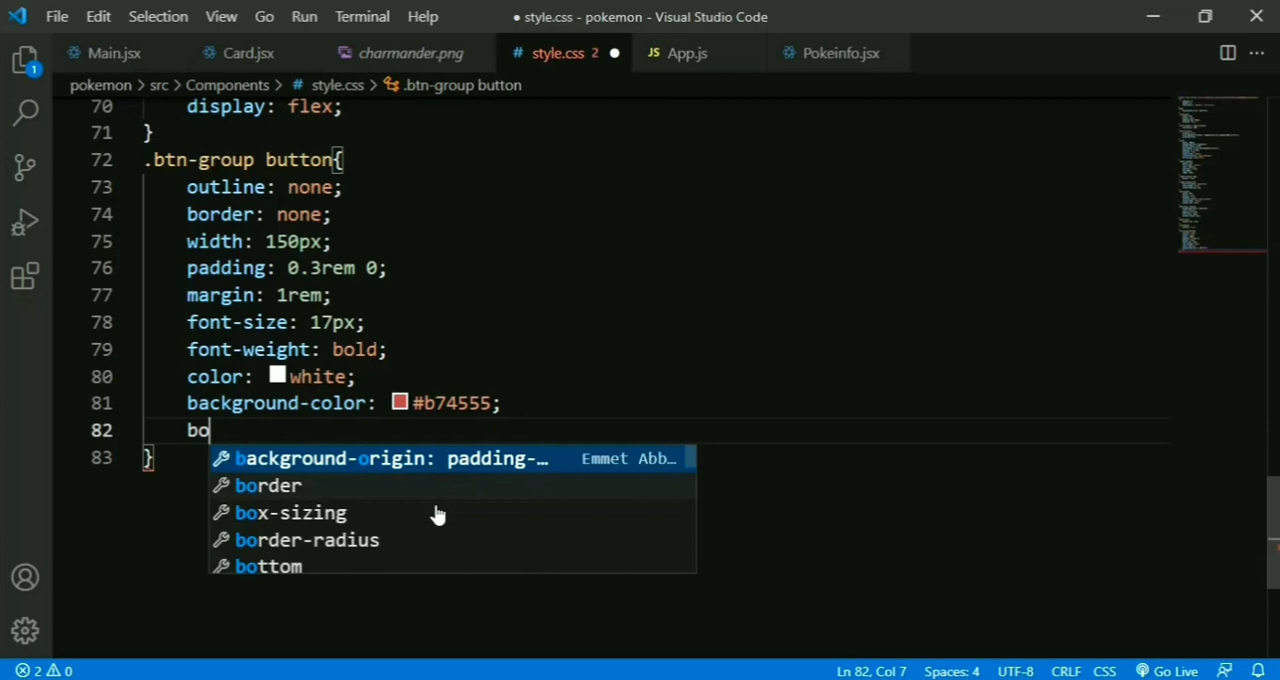 File Edit Selection View Go Run Terminal Help ● style.css - pokemon - Visual Studio Code
Main.jsx Card.jsx charmander.png # style.css 2 ● JS App.js Pokeinfo.jsx
pokemon > src > Components > # style.css > .btn-group button
1
70 display: flex;
71 }
72 .btn-group button{
73 outline: none;
74 border: none;
75 width: 150px;
76 padding: 0.3rem 0;
77 margin: 1rem;
78 font-size: 17px;
79 font-weight: bold;
80 color: white;
81 background-color: #b74555;
82 bo
83 }
background-origin: padding-… Emmet Abb…
border
box-sizing
border-radius
bottom
2 0 Ln 82, Col 7 Spaces: 4 UTF-8 CRLF CSS Go Live